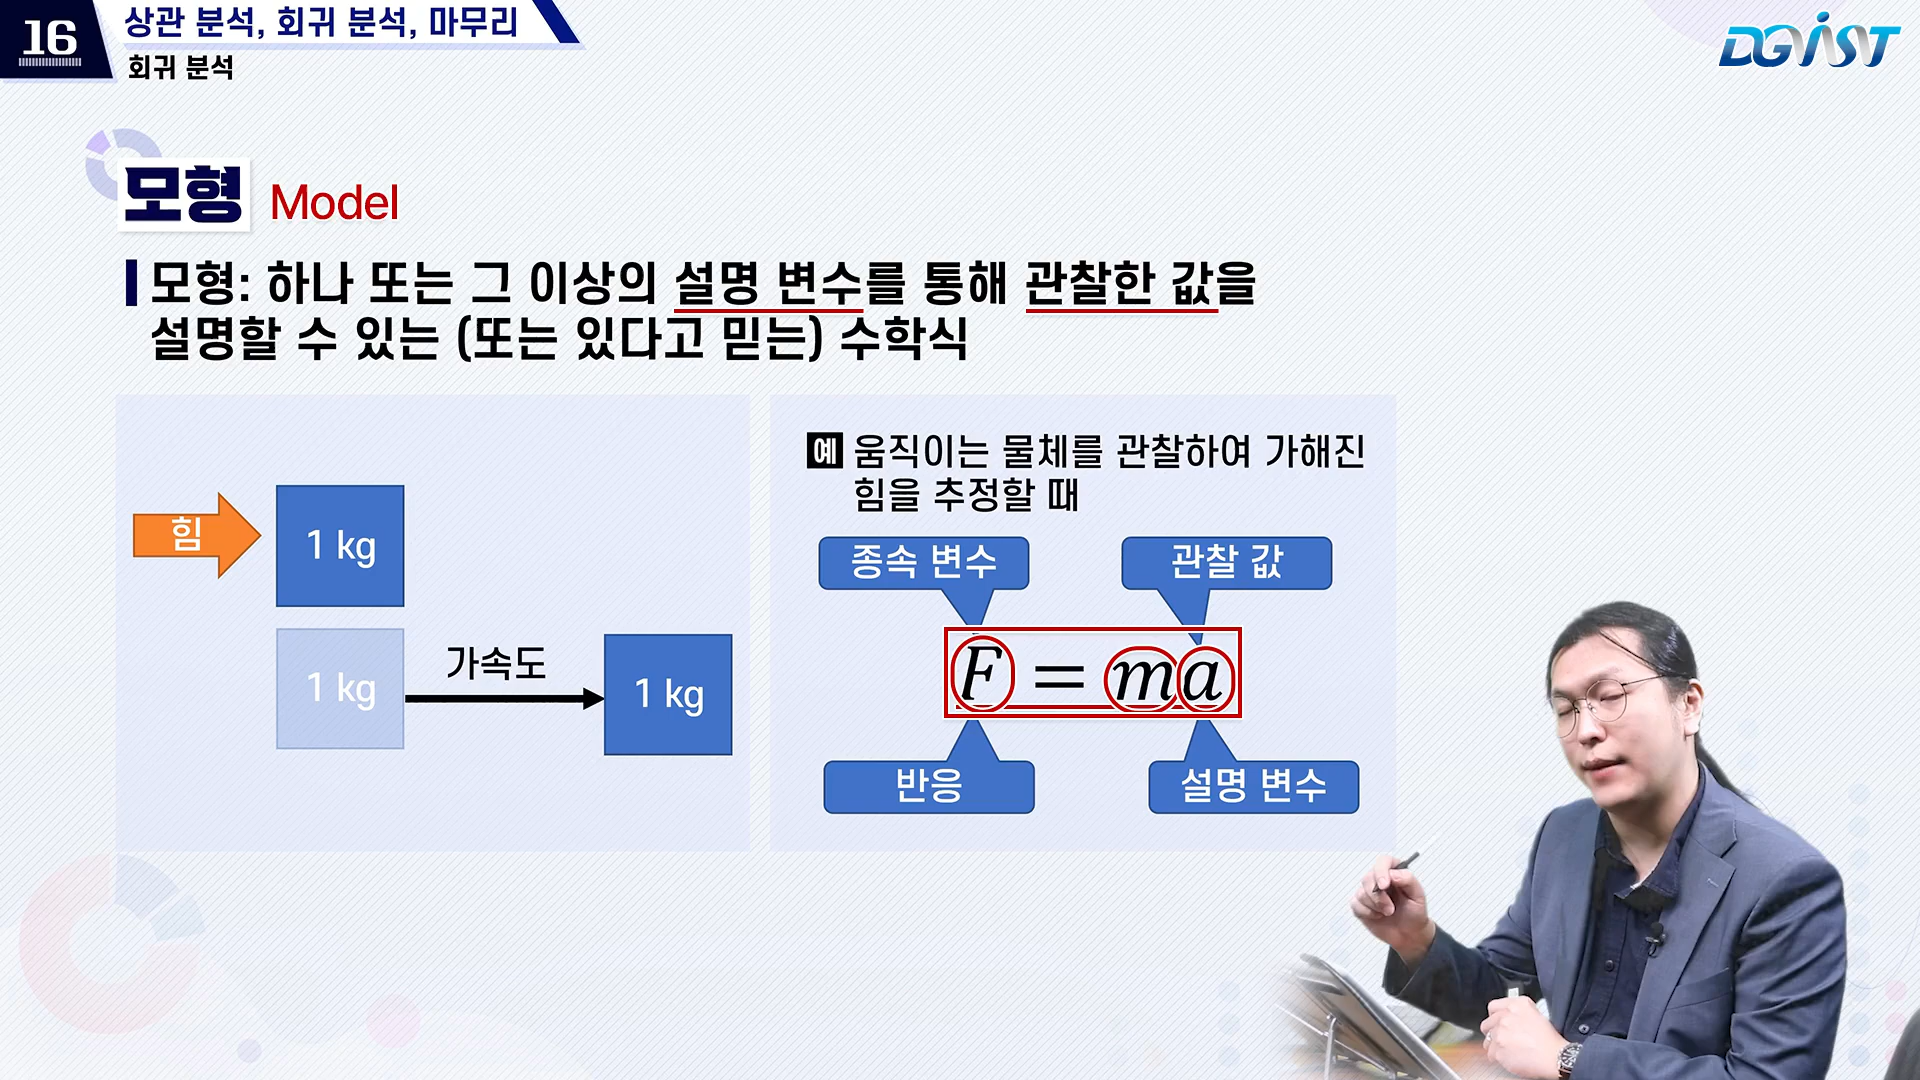 16
상관 분석, 회귀 분석, 마무리
회귀 분석
DGIST
모형
Model
모형: 하나 또는 그 이상의 설명 변수를 통해 관찰한 값을
설명할 수 있는 (또는 있다고 믿는) 수학식
힘
1 kg
1 kg
가속도
1 kg
예 움직이는 물체를 관찰하여 가해진
힘을 추정할 때
종속 변수
관찰 값
F = ma
반응
설명 변수